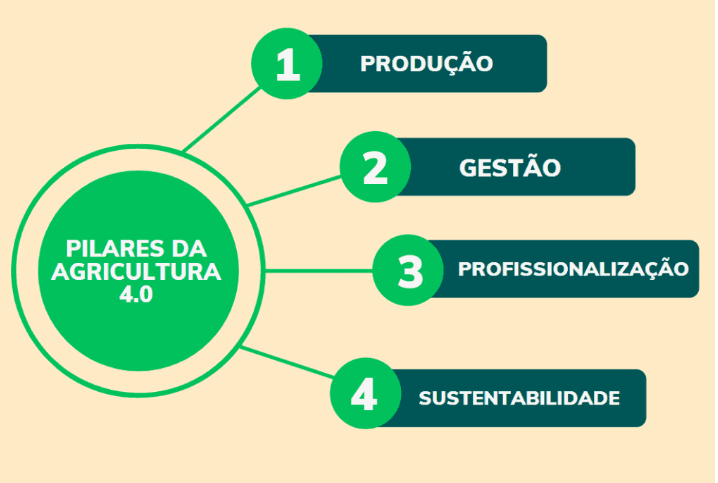 PILARES DA
AGRICULTURA
4.0
1
PRODUÇÃO
2
GESTÃO
3
PROFISSIONALIZAÇÃO
4
SUSTENTABILIDADE